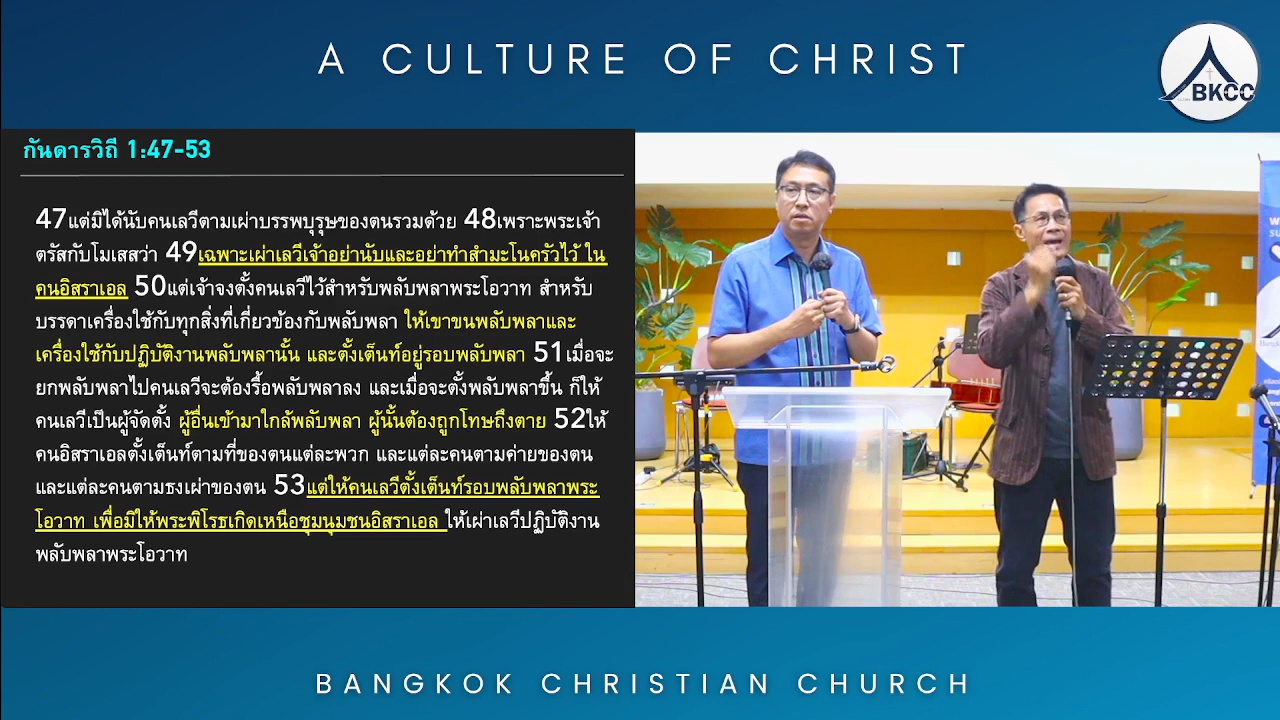 A CULTURE OF CHRIST
BKCC
กันดารวิถี 1:47-53
47แต่มิได้นับคนเลวีตามเผ่าบรรพบุรุษของตนรวมด้วย 48เพราะพระเจ้า
ตรัสกับโมเสสว่า 49เฉพาะเผ่าเลวีเจ้าอย่านับและอย่าทำสำมะโนครัวไว้ ใน
คนอิสราเอล 50แต่เจ้าจงตั้งคนเลวีไว้สำหรับพลับพลาพระโอวาท สำหรับ
บรรดาเครื่องใช้กับทุกสิ่งที่เกี่ยวข้องกับพลับพลา ให้เขาขนพลับพลาและ
เครื่องใช้กับปฏิบัติงานพลับพลานั้น และตั้งเต็นท์อยู่รอบพลับพลา 51เมื่อจะ
ยกพลับพลาไปคนเลวีจะต้องรื้อพลับพลาลง และเมื่อจะตั้งพลับพลาขึ้น ก็ให้
คนเลวีเป็นผู้จัดตั้ง ผู้อื่นเข้ามาใกล้พลับพลา ผู้นั้นต้องถูกโทษถึงตาย 52ให้
คนอิสราเอลตั้งเต็นท์ตามที่ของตนแต่ละพวก และแต่ละคนตามค่ายของตน
และแต่ละคนตามธงเผ่าของตน 53แต่ให้คนเลวีตั้งเต็นท์รอบพลับพลาพระ
โอวาท เพื่อมิให้พระพิโรธเกิดเหนือชุมนุมชนอิสราเอล ให้เผ่าเลวีปฏิบัติงาน
พลับพลาพระโอวาท
BANGKOK CHRISTIAN CHURCH